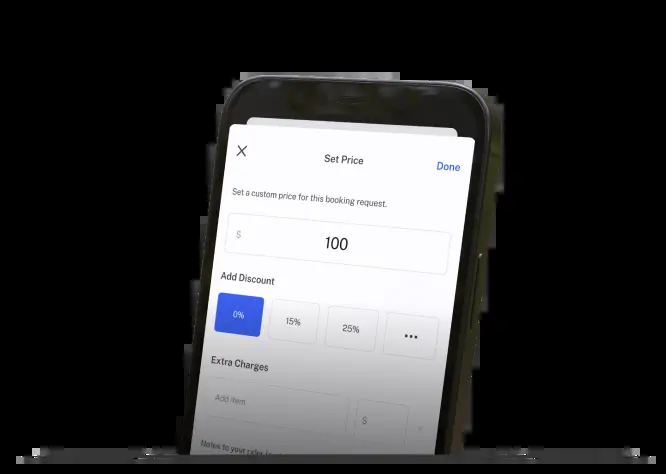 Set Price
Done
Set a custom price for this booking request.
$ 100
Add Discount
0% 15% 25% •••
Extra Charges
Add item $
Notes to your rider